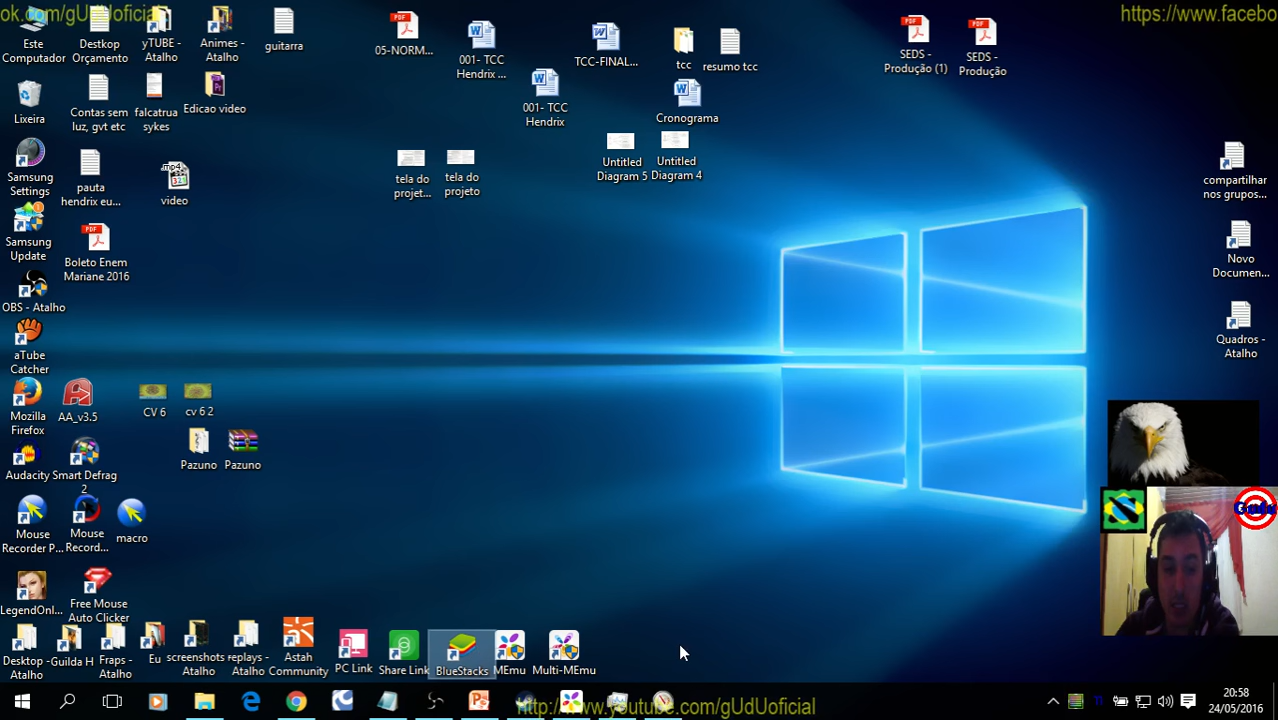 ok.com/gUduoficial
https://www.facebo
Este
Computador
Destkop
Orçamento
yTUBE -
Atalho
Animes -
Atalho
guitarra
PDF
05-NORM...
001- TCC
Hendrix ...
TCC-FINAL...
tcc
resumo tcc
PDF
SEDS -
Produção (1)
PDF
SEDS -
Produção
Lixeira
Contas sem
luz, gvt etc
falcatrua
sykes
Edicao video
001- TCC
Hendrix
Cronograma
Samsung
Settings
pauta
hendrix eu...
mp4
321
video
tela do
projet...
tela do
projeto
Untitled
Diagram 5
Untitled
Diagram 4
compartilhar
nos grupos...
Samsung
Update
PDF
Boleto Enem
Mariane 2016
Novo
Documen...
OBS - Atalho
Quadros -
Atalho
aTube
Catcher
Mozilla
Firefox
AA_v3.5
CV 6
cv 6 2
Audacity
Smart Defrag
2
Pazuno
Pazuno
Mouse
Recorder P...
Mouse
Record...
macro
LegendOnl...
Free Mouse
Auto Clicker
Desktop -
Atalho
Guilda H
Fraps -
Atalho
Eu
screenshots
Atalho
replays -
Atalho
Astah
Community
PC Link
Share Link
BlueStacks
MEmu
Multi-MEmu
http://www.youtube.com/gUdUoficial
20:58
24/05/2016